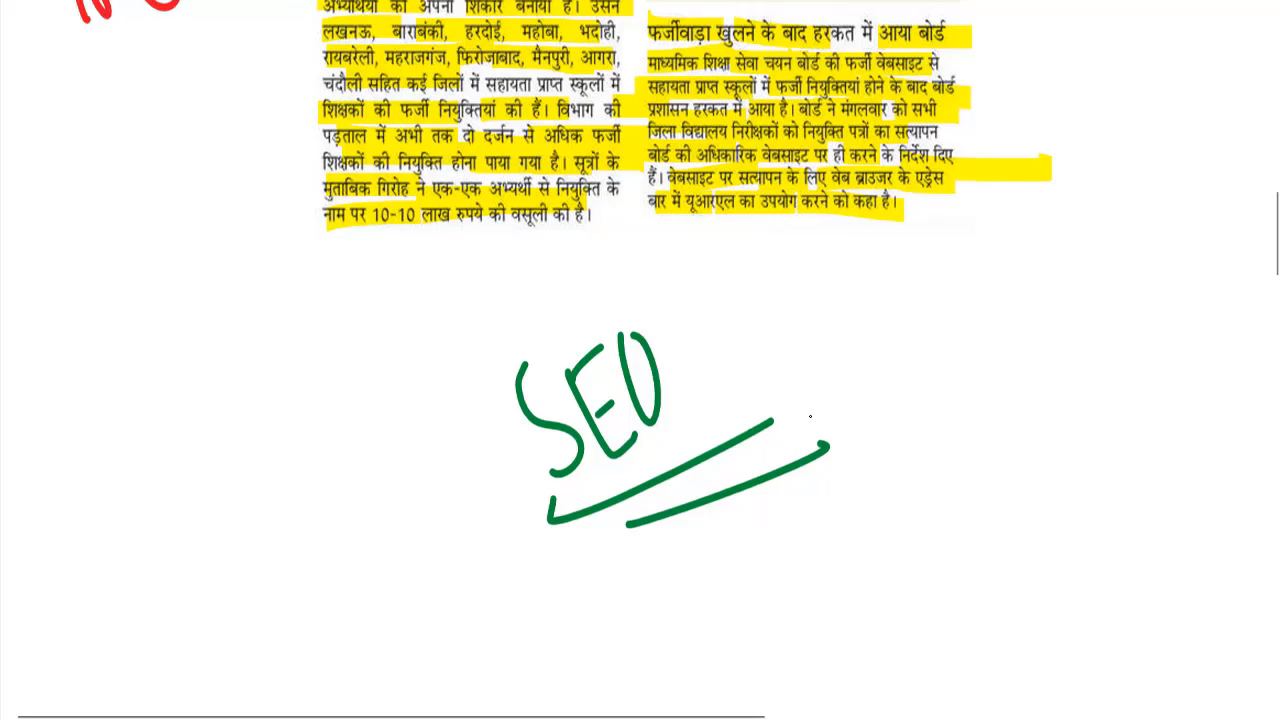 अभ्यर्थियों को अपना शिकार बनाया है। उसने
लखनऊ, बाराबंकी, हरदोई, महोबा, भदोही,
रायबरेली, महराजगंज, फिरोजाबाद, मैनपुरी, आगरा,
चंदौली सहित कई जिलों में सहायता प्राप्त स्कूलों में
शिक्षकों की फर्जी नियुक्तियां की हैं। विभाग की
पड़ताल में अभी तक दो दर्जन से अधिक फर्जी
शिक्षकों की नियुक्ति होना पाया गया है। सूत्रों के
मुताबिक गिरोह ने एक-एक अभ्यर्थी से नियुक्ति के
नाम पर 10-10 लाख रुपये की वसूली की है।
फर्जीवाड़ा खुलने के बाद हरकत में आया बोर्ड
माध्यमिक शिक्षा सेवा चयन बोर्ड की फर्जी वेबसाइट से
सहायता प्राप्त स्कूलों में फर्जी नियुक्तियां होने के बाद बोर्ड
प्रशासन हरकत में आया है। बोर्ड ने मंगलवार को सभी
जिला विद्यालय निरीक्षकों को नियुक्ति पत्रों का सत्यापन
बोर्ड की अधिकारिक वेबसाइट पर ही करने के निर्देश दिए
हैं। वेबसाइट पर सत्यापन के लिए वेब ब्राउजर के एड्रेस
बार में यूआरएल का उपयोग करने को कहा है।
SEO